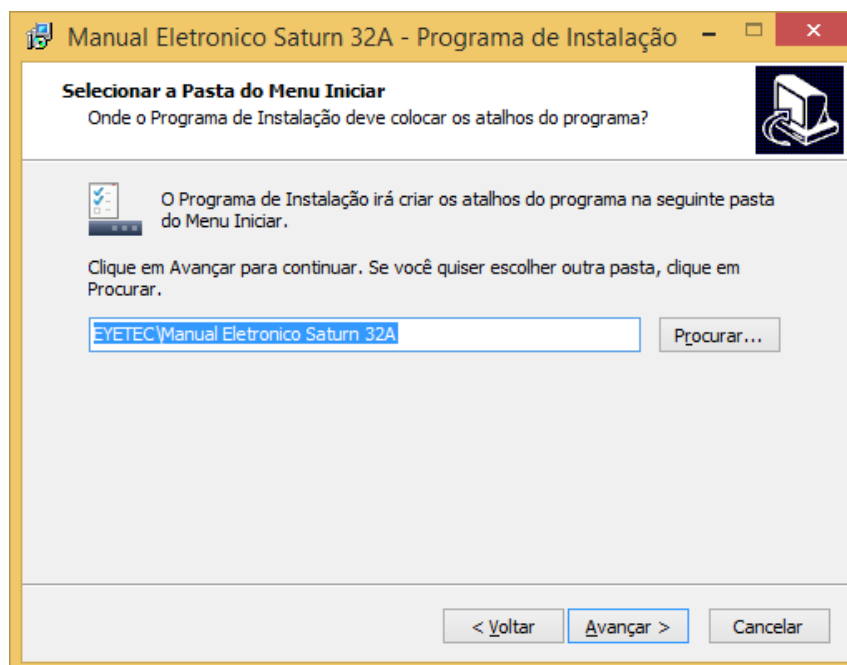 Manual Eletronico Saturn 32A - Programa de Instalação
Selecionar a Pasta do Menu Iniciar
Onde o Programa de Instalação deve colocar os atalhos do programa?
O Programa de Instalação irá criar os atalhos do programa na seguinte pasta
do Menu Iniciar.
Clique em Avançar para continuar. Se você quiser escolher outra pasta, clique em
Procurar.
EYETEC\Manual Eletronico Saturn 32A
Procurar...
< Voltar
Avançar >
Cancelar